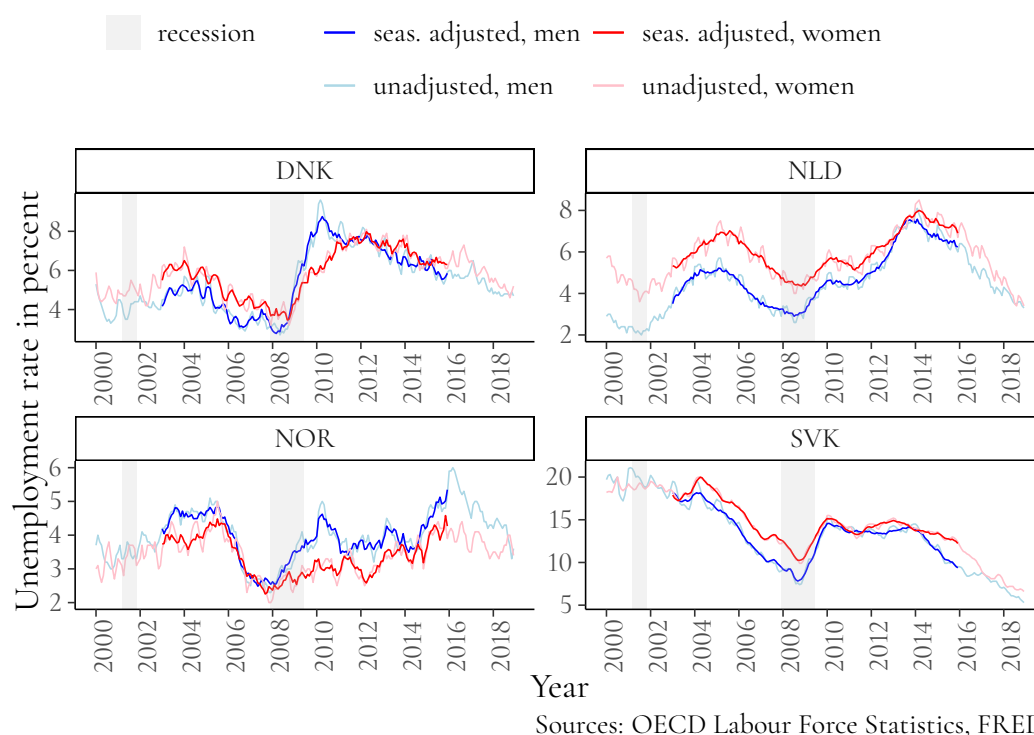 recession
seas. adjusted, men
seas. adjusted, women
unadjusted, men
unadjusted, women
Unemployment rate in percent
DNK
8
6
4
2000 2002 2004 2006 2008 2010 2012 2014 2016 2018
NLD
8
6
4
2
2000 2002 2004 2006 2008 2010 2012 2014 2016 2018
NOR
6
5
4
3
2
2000 2002 2004 2006 2008 2010 2012 2014 2016 2018
SVK
20
15
10
5
2000 2002 2004 2006 2008 2010 2012 2014 2016 2018
Year
Sources: OECD Labour Force Statistics,